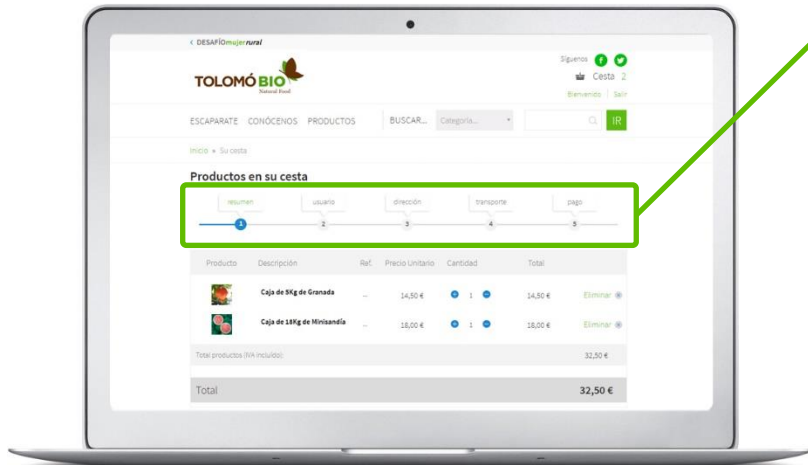 < DESAFÍOmujerrural
Síguenos
TOLOMÓ BIO
Natural Food
Cesta 2
Bienvenido | Salir
ESCAPARATE CONÓCENOS PRODUCTOS BUSCAR... Categoría... IR
Inicio » Su cesta
Productos en su cesta
resumen usuario dirección transporte pago
1 2 3 4 5
Producto Descripción Ref. Precio Unitario Cantidad Total
Caja de 5Kg de Granada -- 14,50 € 1 14,50 € Eliminar
Caja de 18Kg de Minisandía -- 18,00 € 1 18,00 € Eliminar
Total productos (IVA incluido): 32,50 €
Total 32,50 €